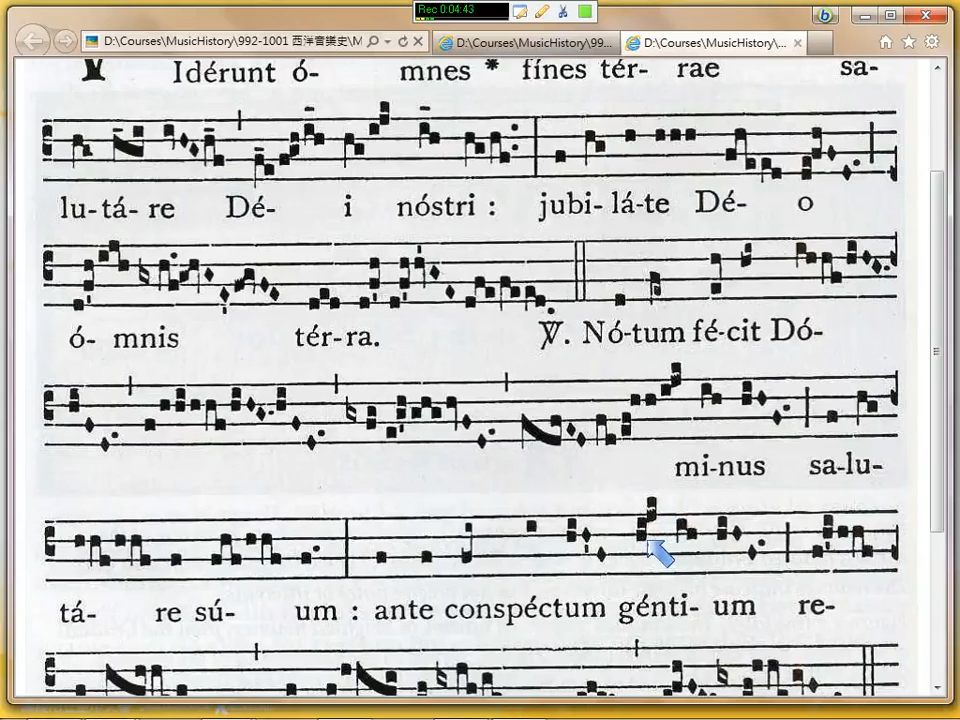 Rec 0:04:43
D:\Courses\MusicHistory\992-1001 西洋音樂史\M
D:\Courses\MusicHistory\99...
D:\Courses\MusicHistory\...
Idérunt ó- mnes * fínes tér- rae sa-
lu-tá- re Dé- i nóstri : jubi-lá-te Dé- o
ó- mnis tér-ra. ℣. Nó-tum fé-cit Dó-
mi-nus sa-lu-
tá- re sú- um : ante conspéctum génti- um re-